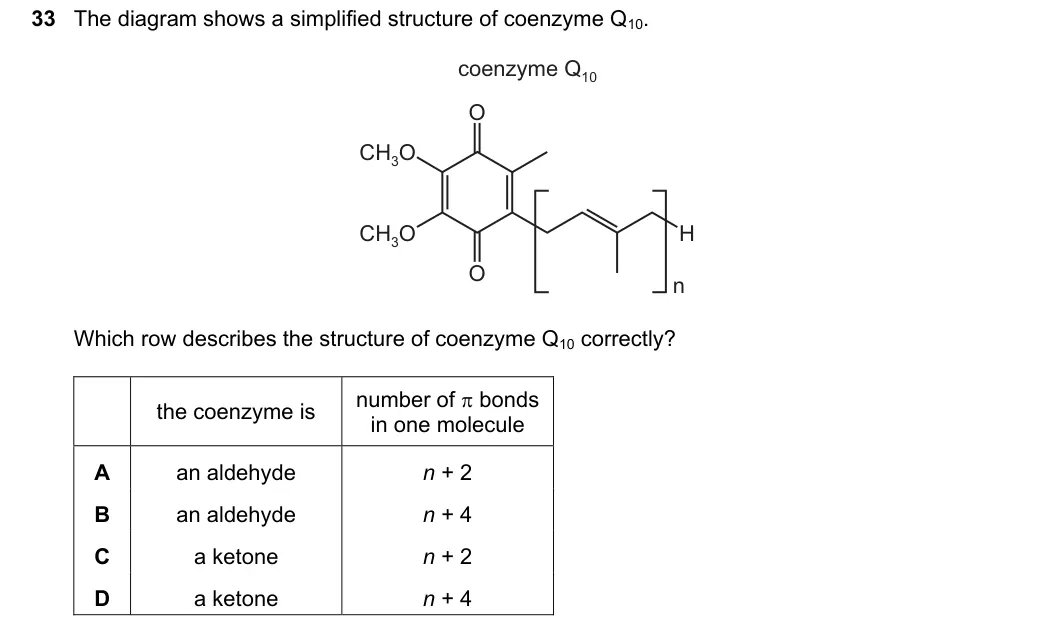 33 The diagram shows a simplified structure of coenzyme Q₁₀.
coenzyme Q₁₀
O
CH₃O
CH₃O
H
O
n
Which row describes the structure of coenzyme Q₁₀ correctly?
the coenzyme is
number of π bonds
in one molecule
A an aldehyde n + 2
B an aldehyde n + 4
C a ketone n + 2
D a ketone n + 4